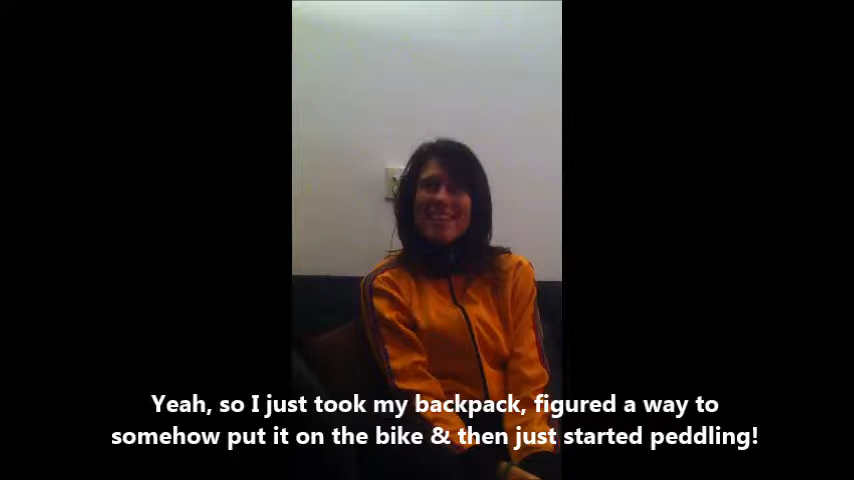 Yeah, so I just took my backpack, figured a way to
somehow put it on the bike & then just started peddling!